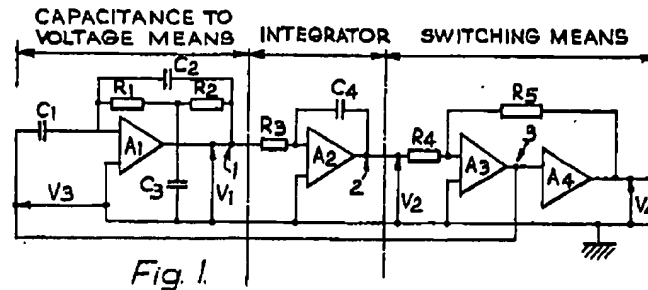 CAPACITANCE TO
VOLTAGE MEANS
INTEGRATOR
SWITCHING MEANS
C2
R1
R2
C1
A1
1
C3
V1
V3
C4
R3
A2
2
V2
R5
R4
A3
3
A4
V4
Fig. 1.